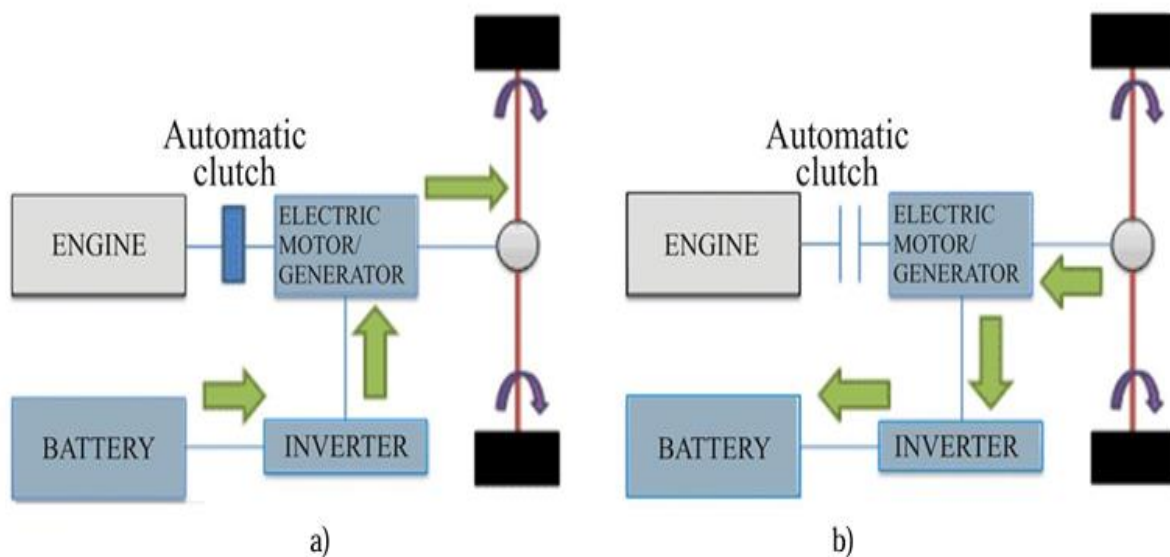 Automatic
clutch
ENGINE
ELECTRIC
MOTOR/
GENERATOR
BATTERY
INVERTER
a)
Automatic
clutch
ENGINE
ELECTRIC
MOTOR/
GENERATOR
BATTERY
INVERTER
b)